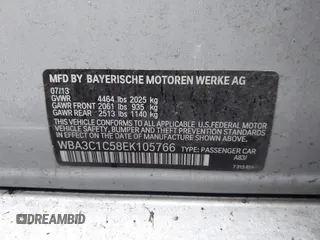 MFD BY BAYERISCHE MOTOREN WERKE AG
07/13
GVWR 4464 lbs 2025 kg
GAWR FRONT 2061 lbs 935 kg
GAWR REAR 2513 lbs 1140 kg
THIS VEHICLE CONFORMS TO ALL APPLICABLE U.S. FEDERAL MOTOR VEHICLE SAFETY, BUMPER AND THEFT PREVENTION STANDARDS IN EFFECT ON THE DATE OF MANUFACTURE SHOWN ABOVE.
WBA3C1C58EK105766 TYPE: PASSENGER CAR
A83/
DREAMBID